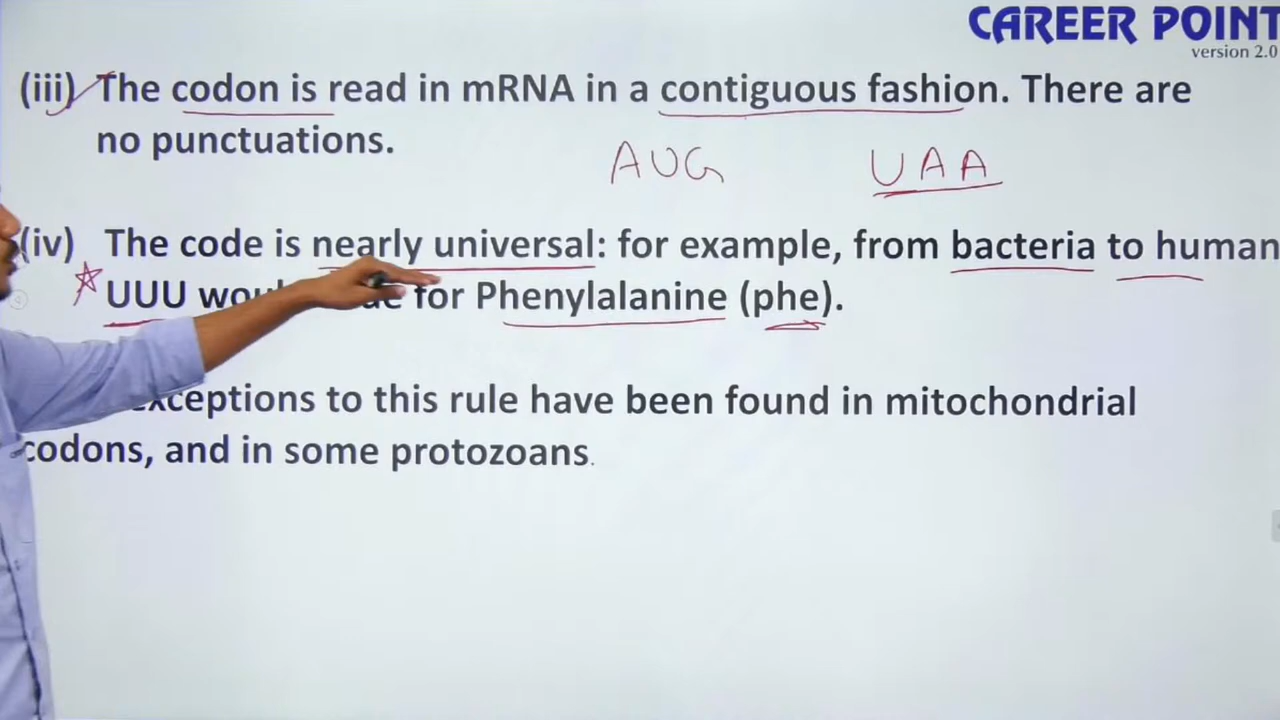 CAREER POINT
version 2.0
(iii) The codon is read in mRNA in a contiguous fashion. There are
no punctuations.
AUG UAA
(iv) The code is nearly universal: for example, from bacteria to human
UUU for Phenylalanine (phe).
exceptions to this rule have been found in mitochondrial
codons, and in some protozoans.